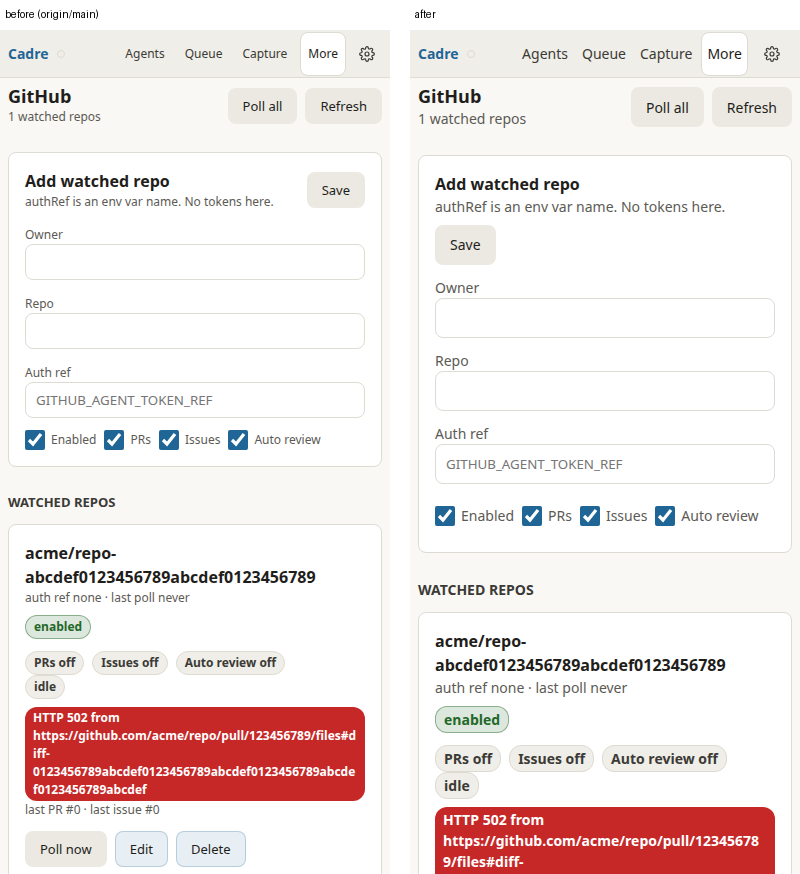 before (origin/main)
Cadre Agents Queue Capture More
GitHub
1 watched repos
Poll all Refresh
Add watched repo
authRef is an env var name. No tokens here.
Save
Owner
Repo
Auth ref
GITHUB_AGENT_TOKEN_REF
Enabled PRs Issues Auto review
WATCHED REPOS
acme/repo-
abcdef0123456789abcdef0123456789
auth ref none · last poll never
enabled
PRs off Issues off Auto review off
idle
HTTP 502 from
https://github.com/acme/repo/pull/123456789/files#d
iff-
0123456789abcdef0123456789abcdef0123456789abcde
f0123456789abcdef
last PR #0 · last issue #0
Poll now Edit Delete
after
Cadre Agents Queue Capture More
GitHub
1 watched repos
Poll all Refresh
Add watched repo
authRef is an env var name. No tokens here.
Save
Owner
Repo
Auth ref
GITHUB_AGENT_TOKEN_REF
Enabled PRs Issues Auto review
WATCHED REPOS
acme/repo-
abcdef0123456789abcdef0123456789
auth ref none · last poll never
enabled
PRs off Issues off Auto review off
idle
HTTP 502 from
https://github.com/acme/repo/pull/12345678
9/files#diff-